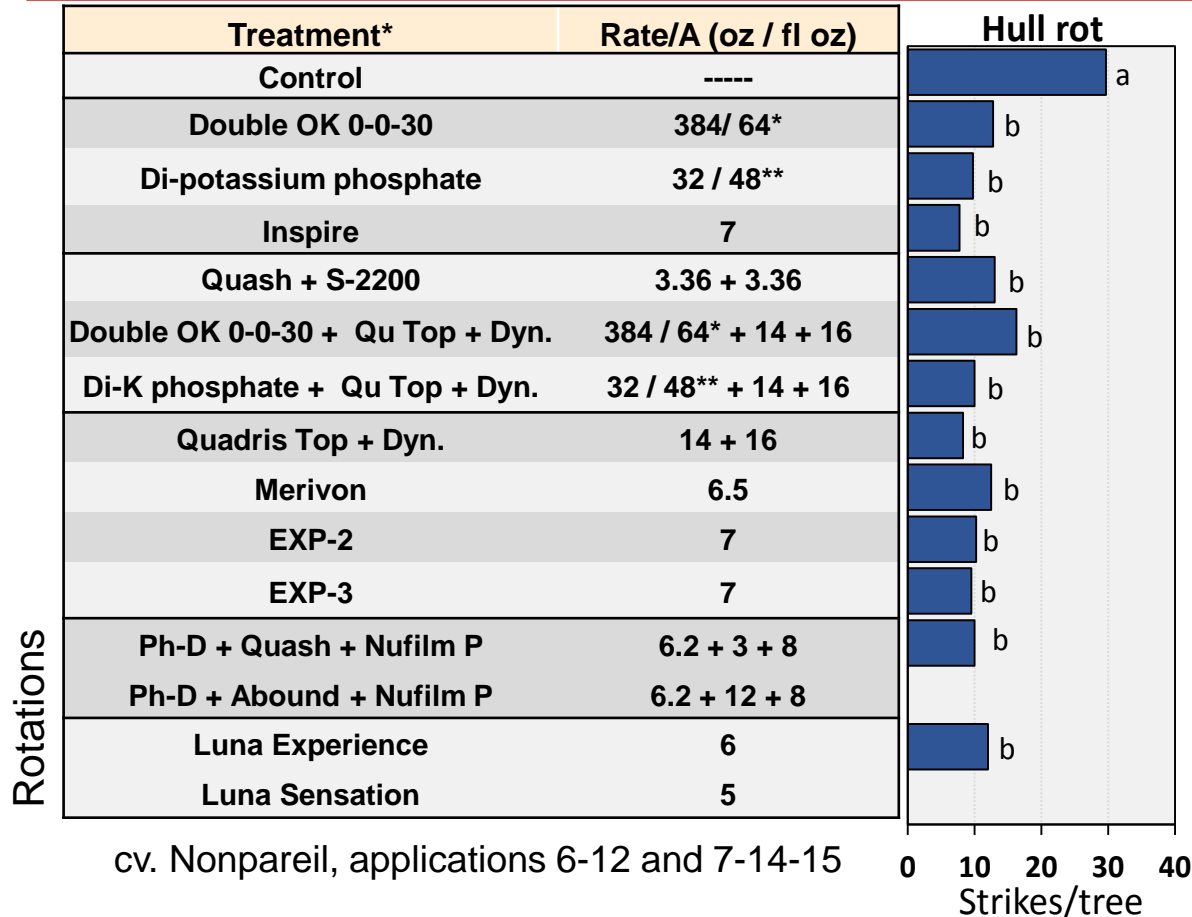 Treatment* Rate/A (oz / fl oz) Hull rot
Control ----- a
Double OK 0-0-30 384/ 64* b
Di-potassium phosphate 32 / 48** b
Inspire 7 b
Quash + S-2200 3.36 + 3.36 b
Double OK 0-0-30 + Qu Top + Dyn. 384 / 64* + 14 + 16 b
Di-K phosphate + Qu Top + Dyn. 32 / 48** + 14 + 16 b
Quadris Top + Dyn. 14 + 16 b
Merivon 6.5 b
EXP-2 7 b
EXP-3 7 b
Rotations
Ph-D + Quash + Nufilm P 6.2 + 3 + 8 b
Ph-D + Abound + Nufilm P 6.2 + 12 + 8
Luna Experience 6 b
Luna Sensation 5
cv. Nonpareil, applications 6-12 and 7-14-15
0 10 20 30 40
Strikes/tree